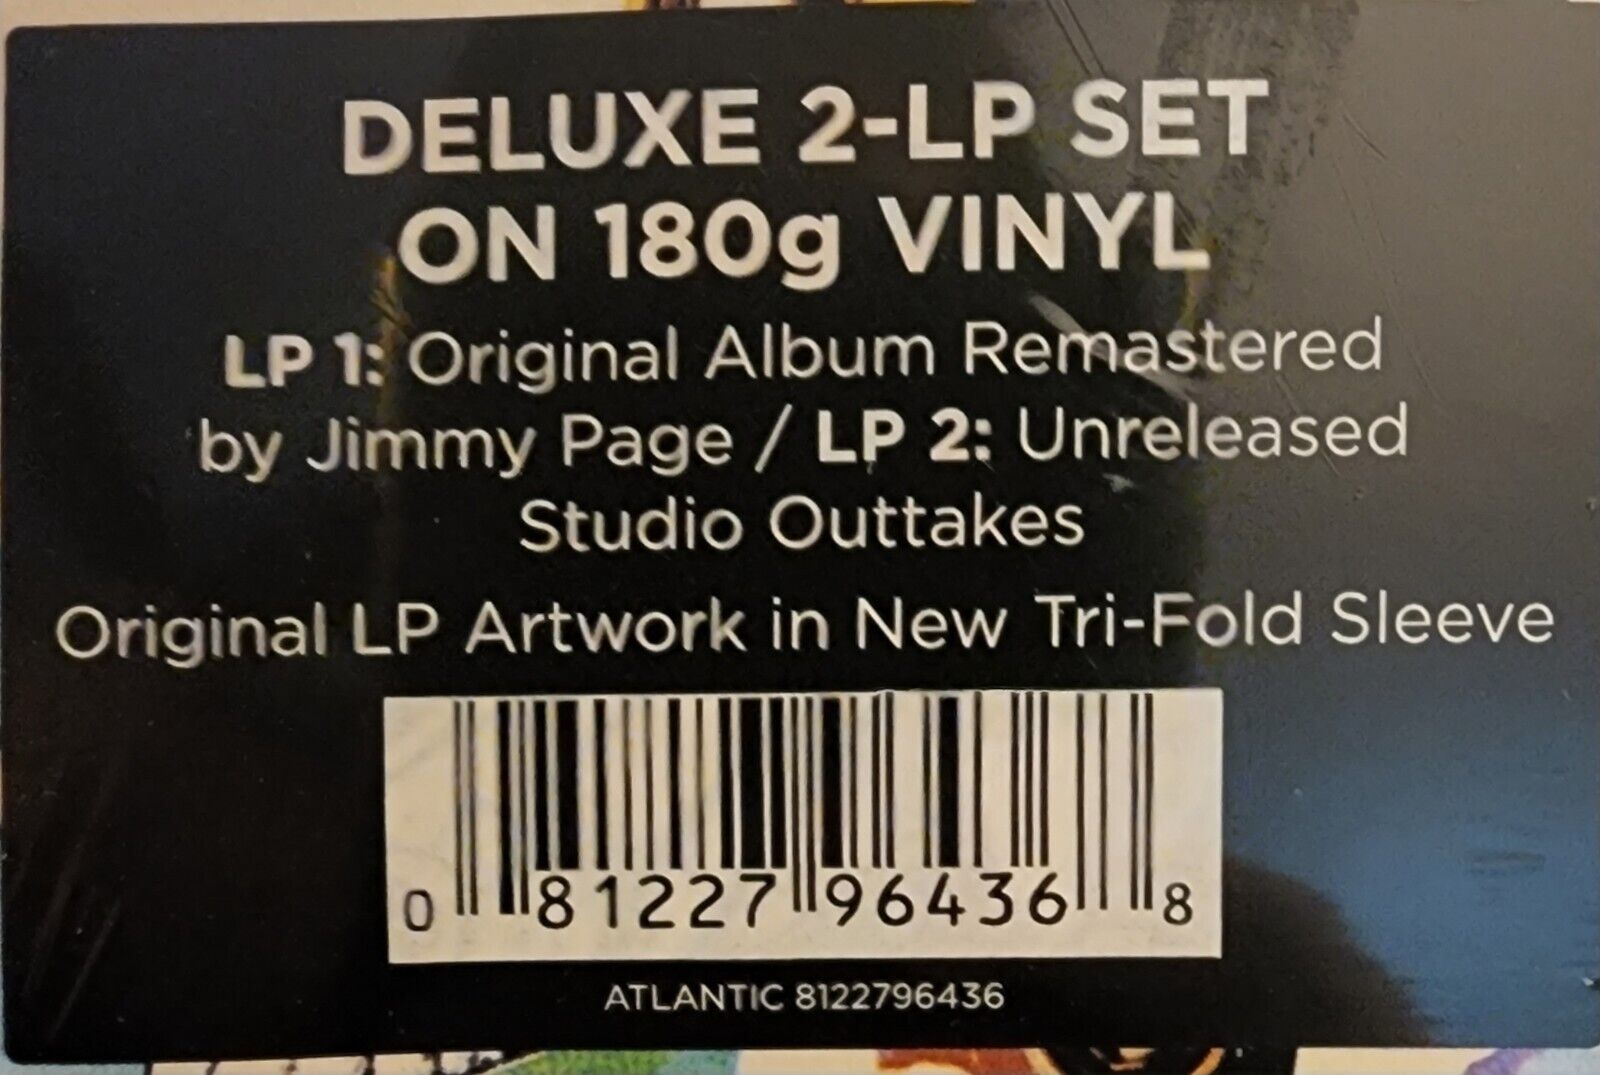 DELUXE 2-LP SET
ON 180g VINYL
LP 1: Original Album Remastered
by Jimmy Page / LP 2: Unreleased
Studio Outtakes
Original LP Artwork in New Tri-Fold Sleeve
0 81227 96436 8
ATLANTIC 8122796436